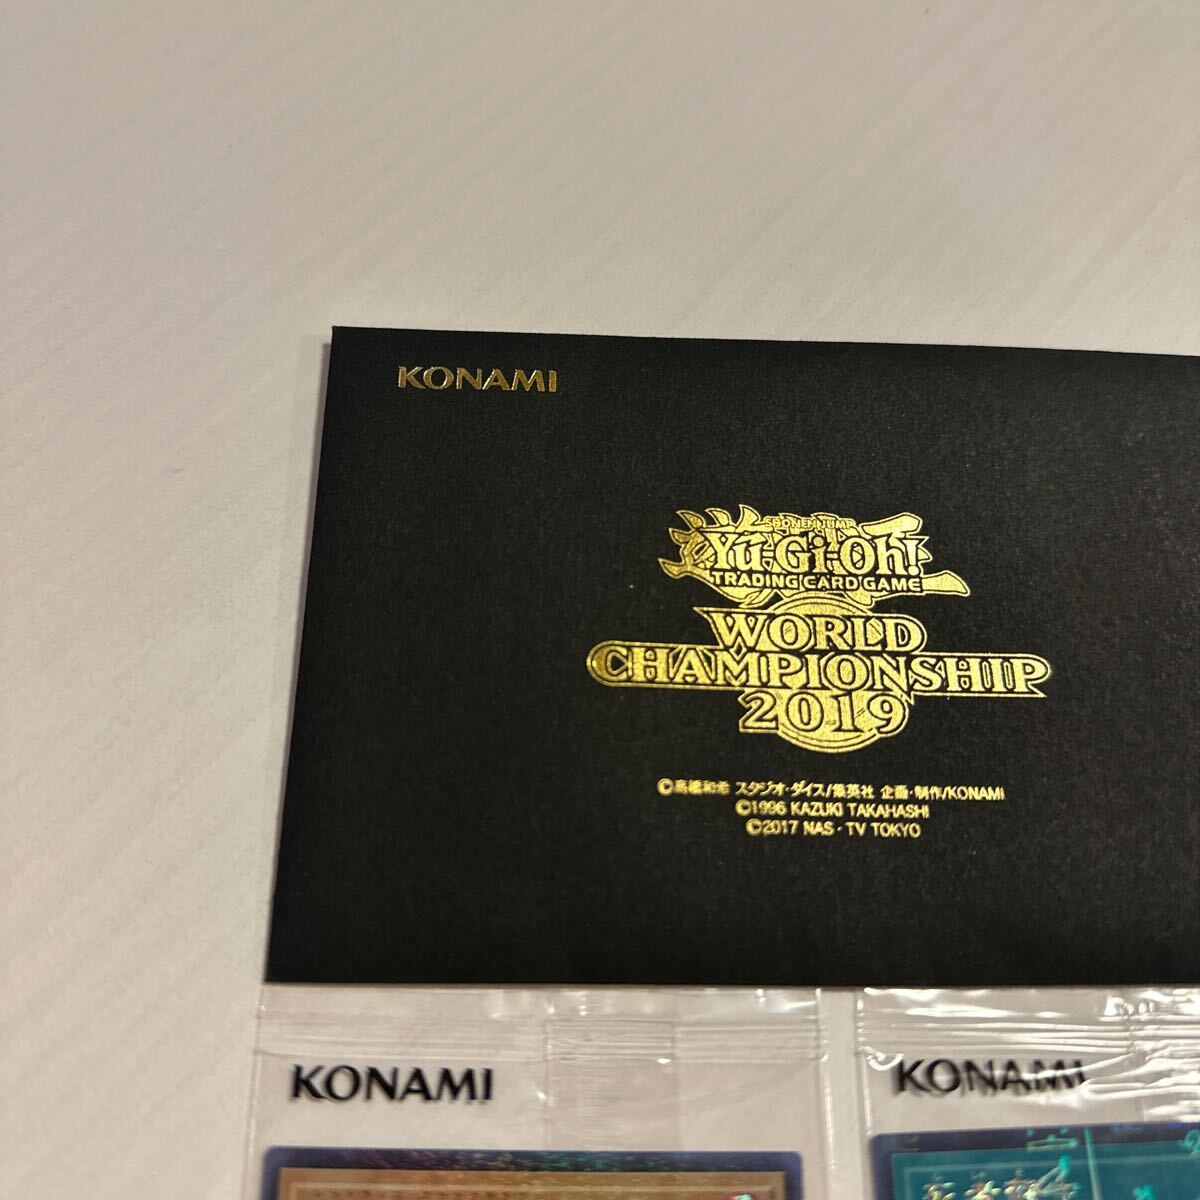 KONAMI
SHONEN JUMP
Yu-Gi-Oh!
TRADING CARD GAME
WORLD
CHAMPIONSHIP
2019
©高橋和希 スタジオ・ダイス/集英社 企画・制作/KONAMI
©1996 KAZUKI TAKAHASHI
©2017 NAS・TV TOKYO
KONAMI
KONAMI